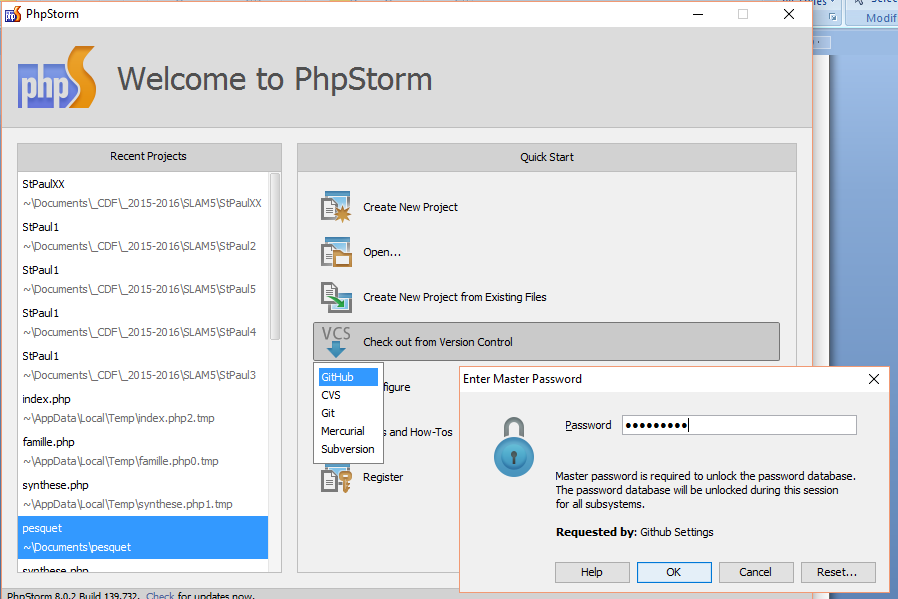 PhpStorm
php
Welcome to PhpStorm
Recent Projects
StPaulXX
~\Documents\_CDF\_2015-2016\SLAM5\StPaulXX
StPaul1
~\Documents\_CDF\_2015-2016\SLAM5\StPaul2
StPaul1
~\Documents\_CDF\_2015-2016\SLAM5\StPaul5
StPaul1
~\Documents\_CDF\_2015-2016\SLAM5\StPaul4
StPaul1
~\Documents\_CDF\_2015-2016\SLAM5\StPaul3
index.php
~\AppData\Local\Temp\index.php2.tmp
famille.php
~\AppData\Local\Temp\famille.php0.tmp
synthese.php
~\AppData\Local\Temp\synthese.php1.tmp
pesquet
~\Documents\pesquet
synthese.php
Quick Start
Create New Project
Open...
Create New Project from Existing Files
VCS
Check out from Version Control
GitHub
CVS
Git
Mercurial
Subversion
figure
s and How-Tos
Register
Enter Master Password
Password
Master password is required to unlock the password database.
The password database will be unlocked during this session
for all subsystems.
Requested by: Github Settings
Help
OK
Cancel
Reset...
PhpStorm 8.0.2 Build 139.732. Check for updates now.
Modif